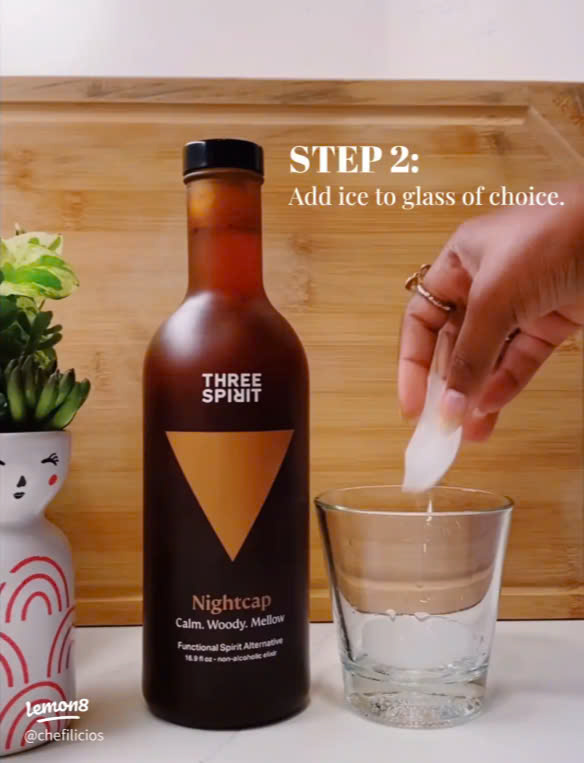 STEP 2:
Add ice to glass of choice.
THREE
SPIRIT
Nightcap
Calm. Woody. Mellow
Functional Spirit Alternative
16.9 fl oz - non-alcoholic elixir
lemon8
@chefilicios